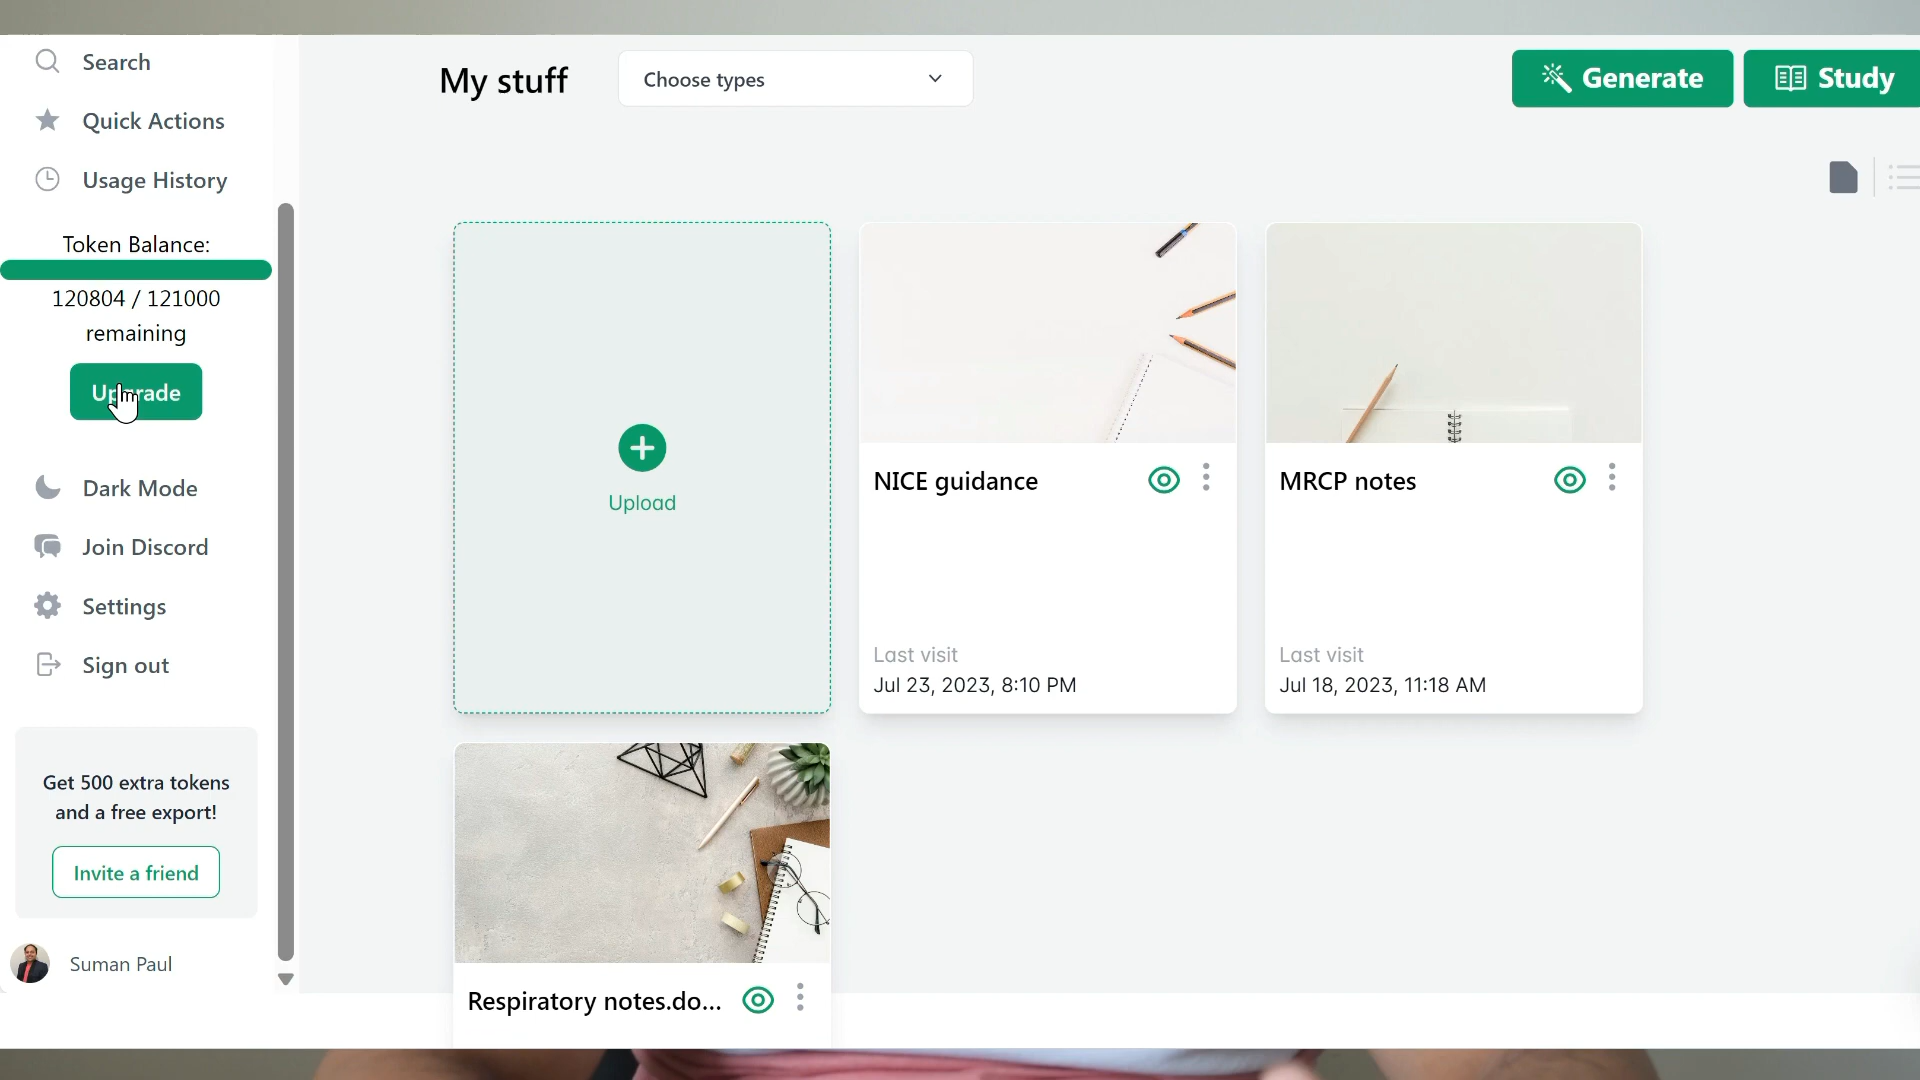 Search
Quick Actions
Usage History
Token Balance:
120804 / 121000
remaining
Upgrade
Dark Mode
Join Discord
Settings
Sign out
Get 500 extra tokens
and a free export!
Invite a friend
Suman Paul
My stuff
Choose types
Generate
Study
Upload
NICE guidance
Last visit
Jul 23, 2023, 8:10 PM
MRCP notes
Last visit
Jul 18, 2023, 11:18 AM
Respiratory notes.do...